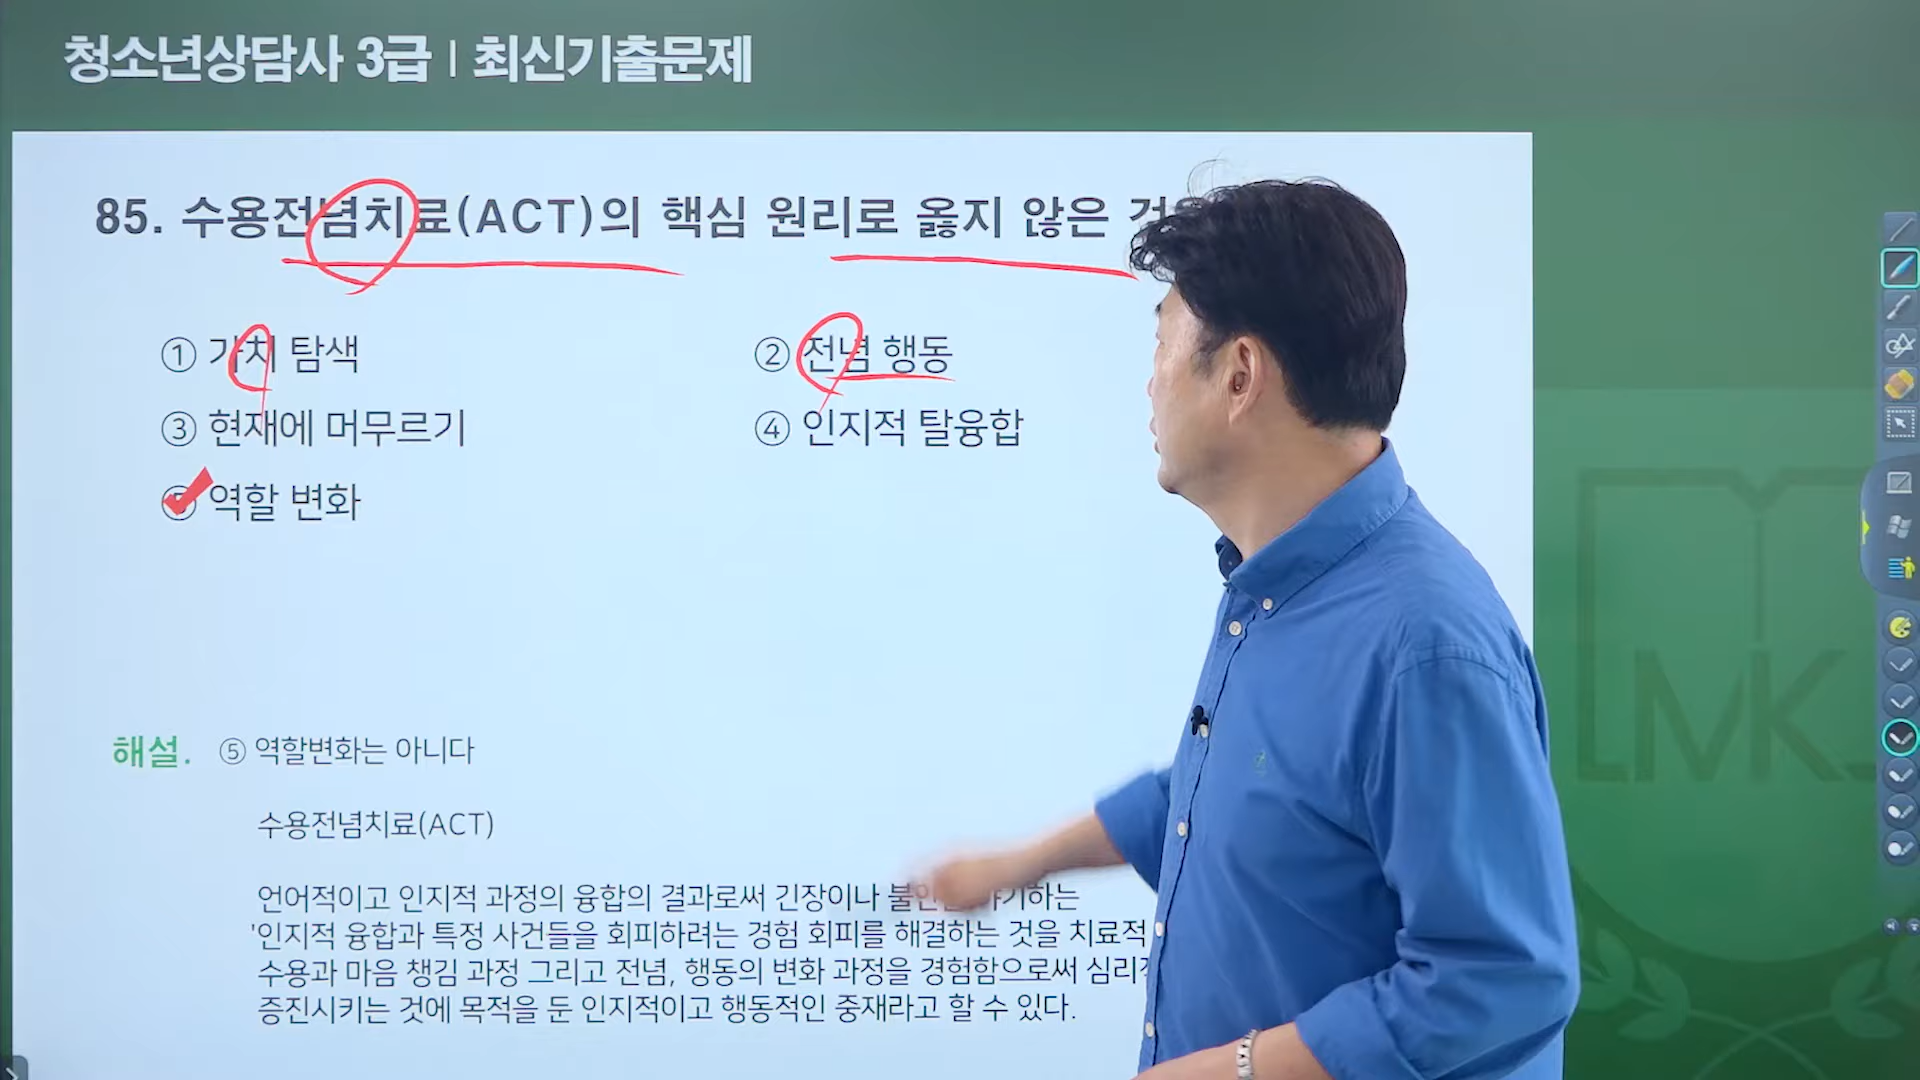 청소년상담사 3급 | 최신기출문제
85. 수용전념치료(ACT)의 핵심 원리로 옳지 않은
① 가치 탐색
② 전념 행동
③ 현재에 머무르기
④ 인지적 탈융합
⑤ 역할 변화
해설. ⑤ 역할변화는 아니다
수용전념치료(ACT)
언어적이고 인지적 과정의 융합의 결과로써 긴장이나
'인지적 융합과 특정 사건들을 회피하려는 경험 회피를 해결하는 것을 치료적
수용과 마음 챙김 과정 그리고 전념, 행동의 변화 과정을 경험함으로써
증진시키는 것에 목적을 둔 인지적이고 행동적인 중재라고 할 수 있다.
MK